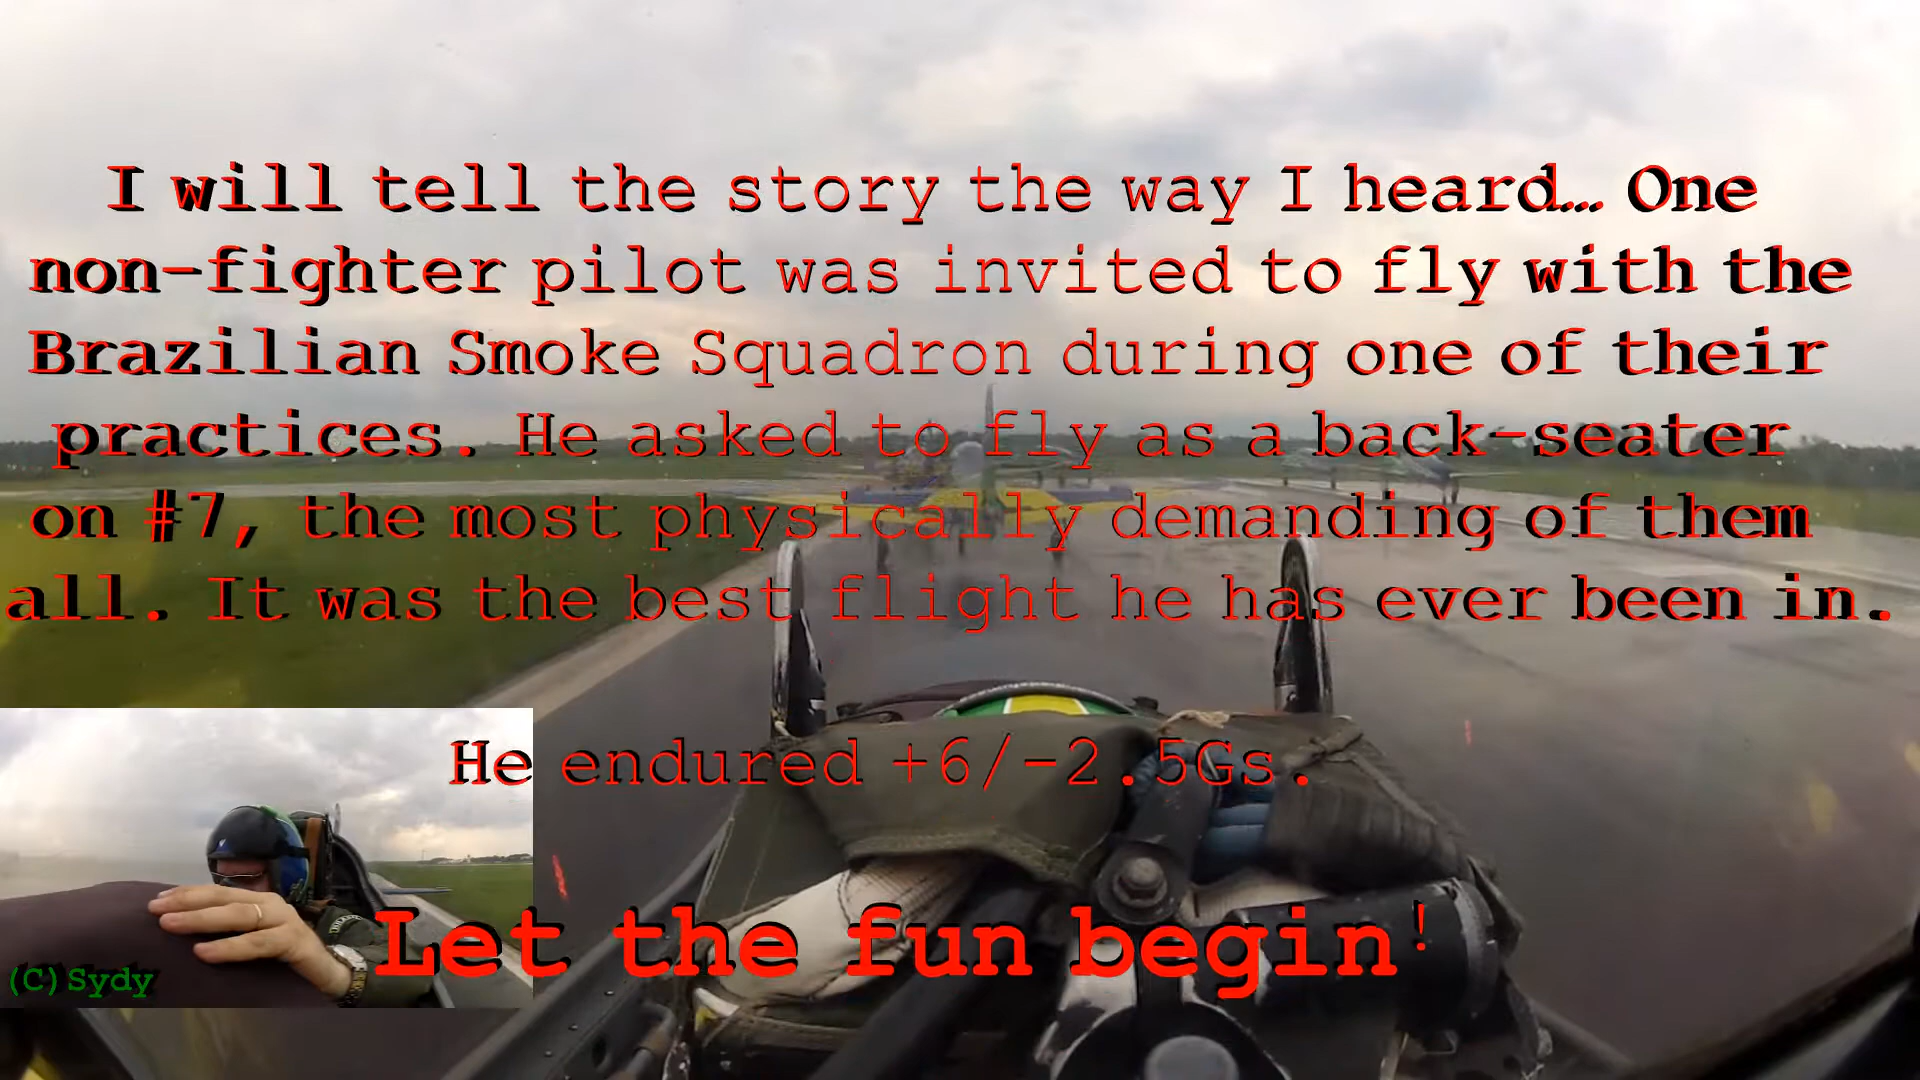 I will tell the story the way I heard… One
non-fighter pilot was invited to fly with the
Brazilian Smoke Squadron during one of their
practices. He asked to fly as a back-seater
on #7, the most physically demanding of them
all. It was the best flight he has ever been in.
He endured +6/-2.5Gs.
Let the fun begin!
(C)Sydy